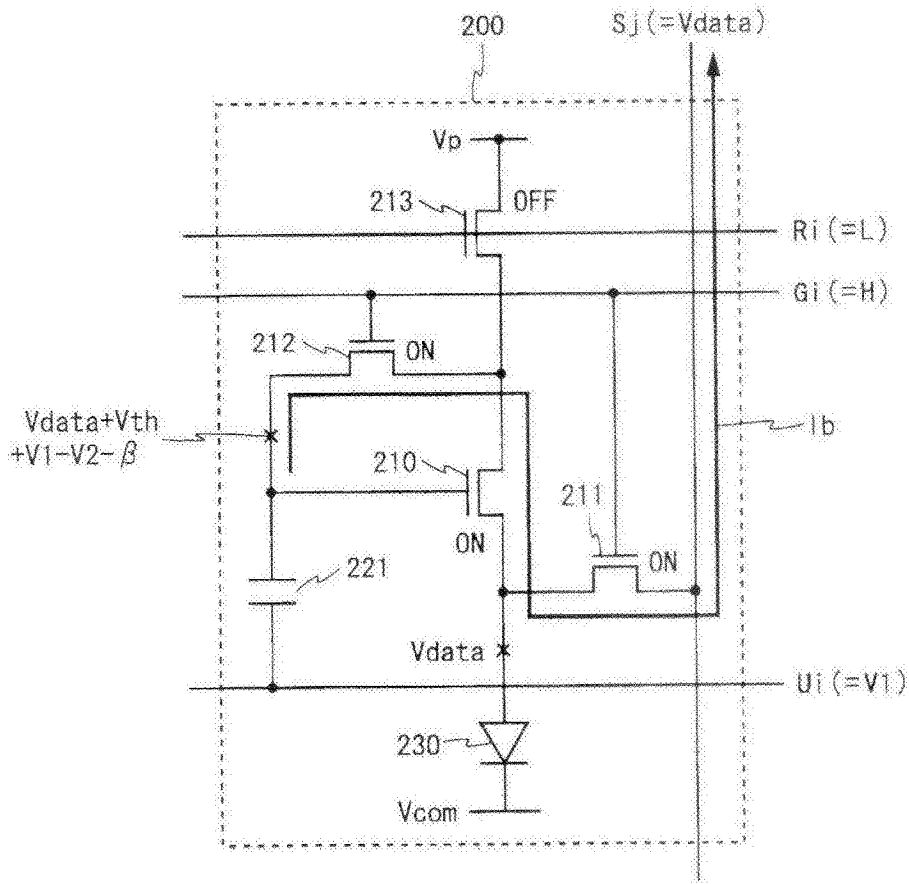 200
Sj(=Vdata)
Vp
213
OFF
Ri(=L)
Gi(=H)
212
ON
Vdata+Vth
+V1-V2-β
Ib
210
211
ON
ON
221
Vdata
Ui(=V1)
230
Vcom